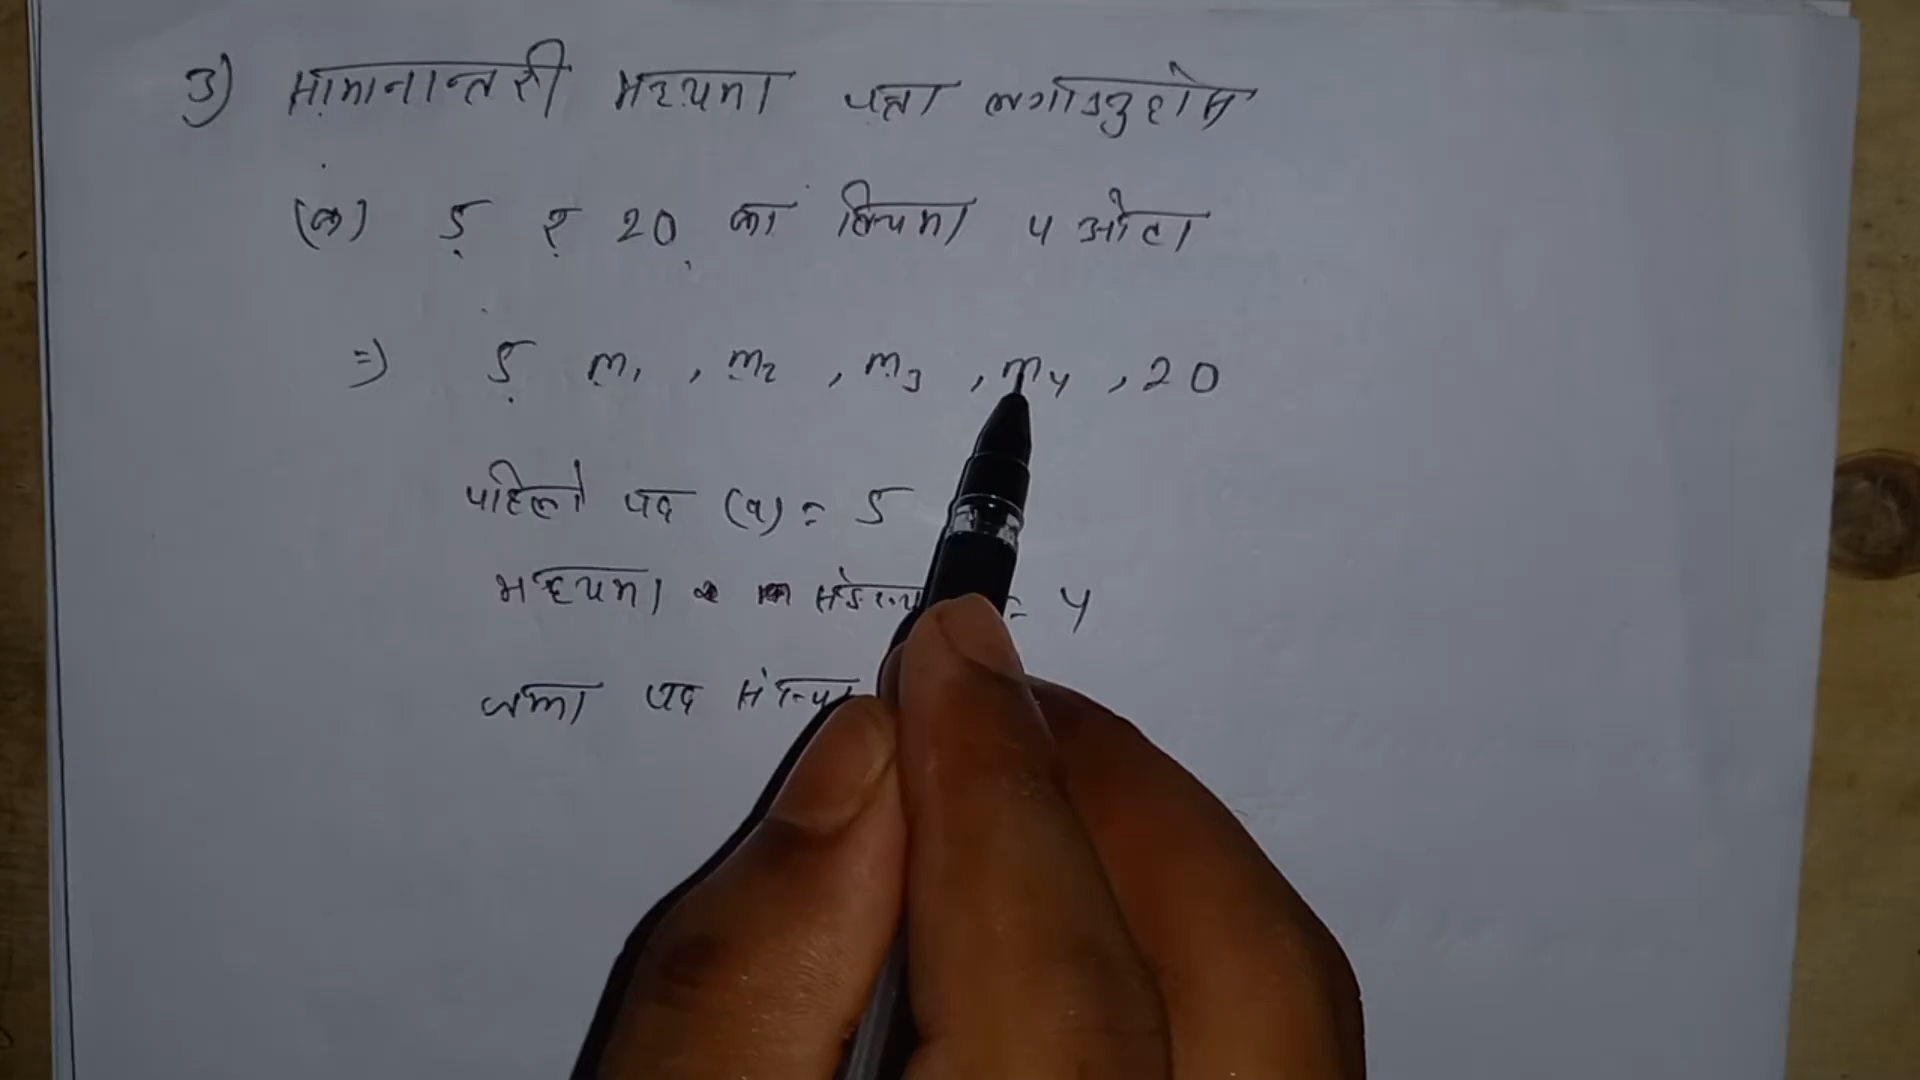 3) सामानान्तरी मध्यमा पत्ता लगाउनुहोस
(क) 5 र 20 का बिचमा 4 ओटा
=) 5 m1 , m2 , m3 , m4 , 20
पहिलो पद (a) = 5
मध्यमा = 4
जम्मा पद